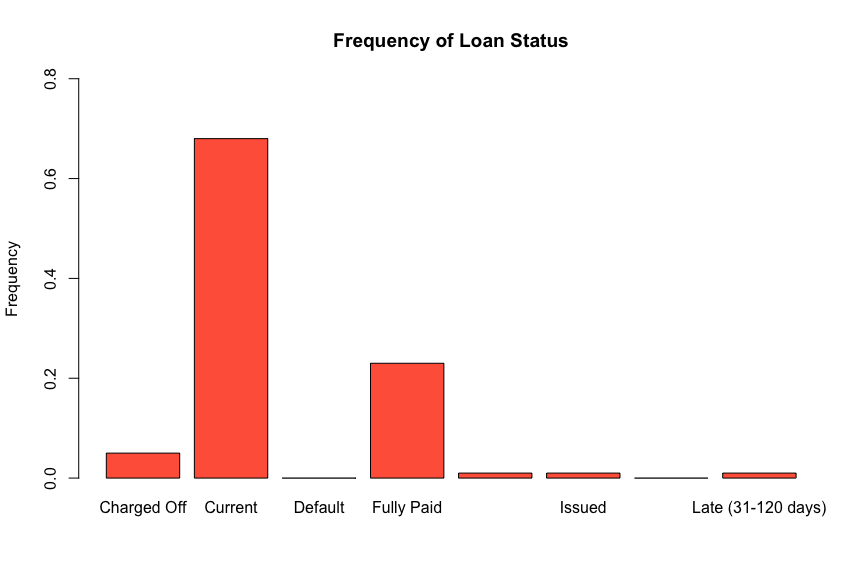 Frequency of Loan Status
Frequency
0.8
0.6
0.4
0.2
0.0
Charged Off Current Default Fully Paid Issued Late (31-120 days)